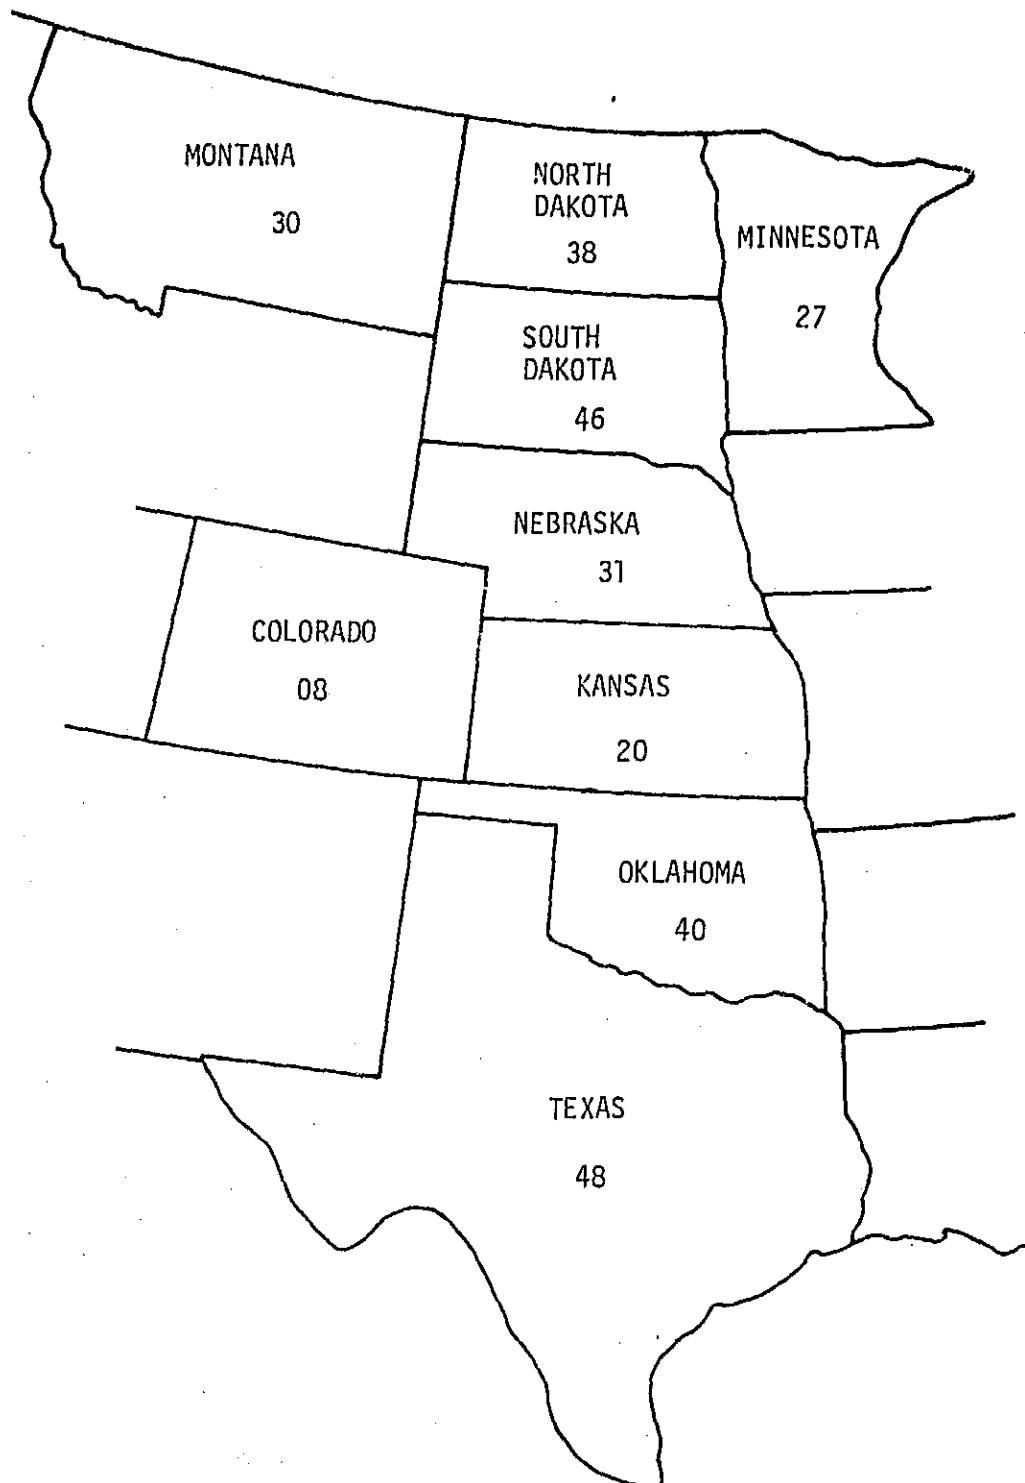 MONTANA
30
NORTH
DAKOTA
38
MINNESOTA
27
SOUTH
DAKOTA
46
NEBRASKA
31
COLORADO
08
KANSAS
20
OKLAHOMA
40
TEXAS
48